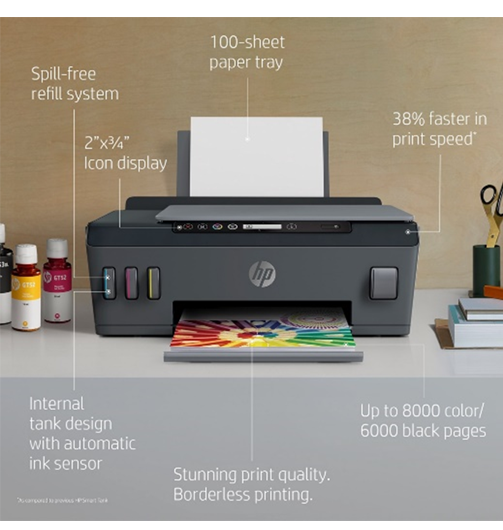 100-sheet
paper tray
Spill-free
refill system
2”x¾”
Icon display
38% faster in
print speed*
hp
GT52
GT52
Internal
tank design
with automatic
ink sensor
Up to 8000 color/
6000 black pages
Stunning print quality.
Borderless printing.